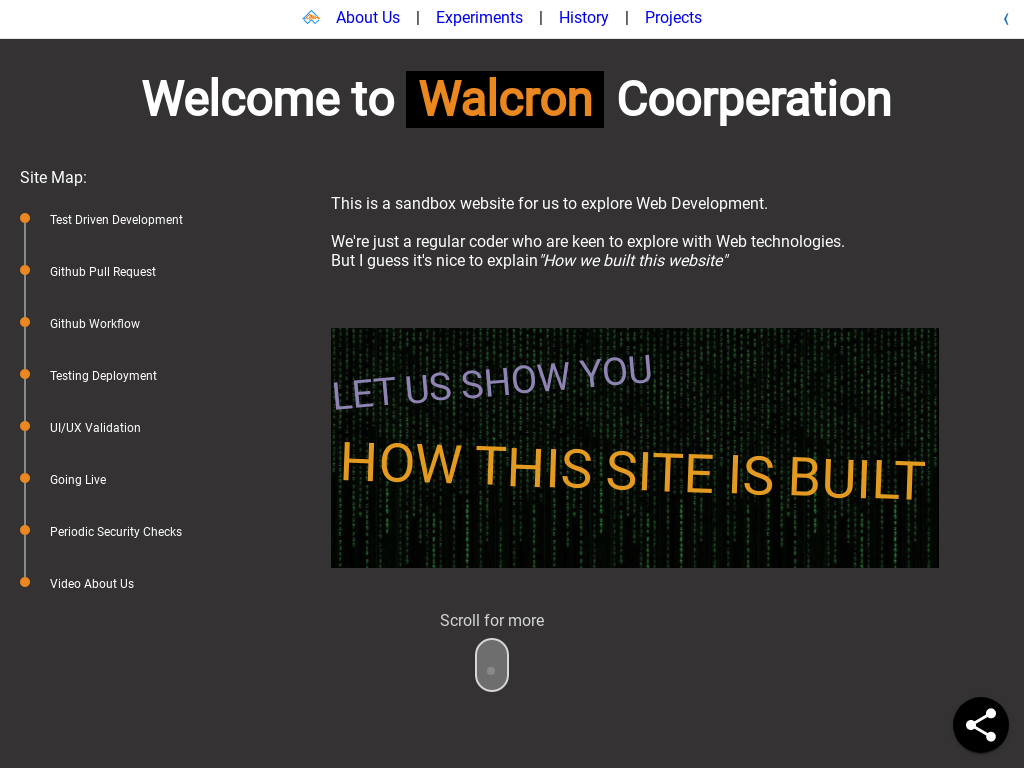 About Us | Experiments | History | Projects
Welcome to Walcron Coorperation
Site Map:
Test Driven Development
Github Pull Request
Github Workflow
Testing Deployment
UI/UX Validation
Going Live
Periodic Security Checks
Video About Us
This is a sandbox website for us to explore Web Development.
We're just a regular coder who are keen to explore with Web technologies.
But I guess it's nice to explain "How we built this website"
LET US SHOW YOU
HOW THIS SITE IS BUILT
Scroll for more